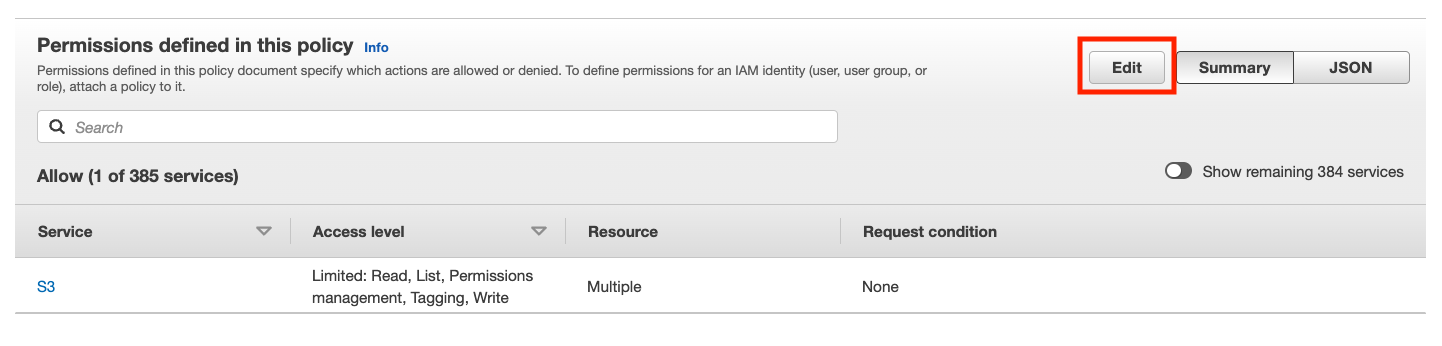 Permissions defined in this policy Info
Permissions defined in this policy document specify which actions are allowed or denied. To define permissions for an IAM identity (user, user group, or
role), attach a policy to it.
Edit
Summary
JSON
Search
Allow (1 of 385 services)
Show remaining 384 services
Service
Access level
Resource
Request condition
S3
Limited: Read, List, Permissions
management, Tagging, Write
Multiple
None